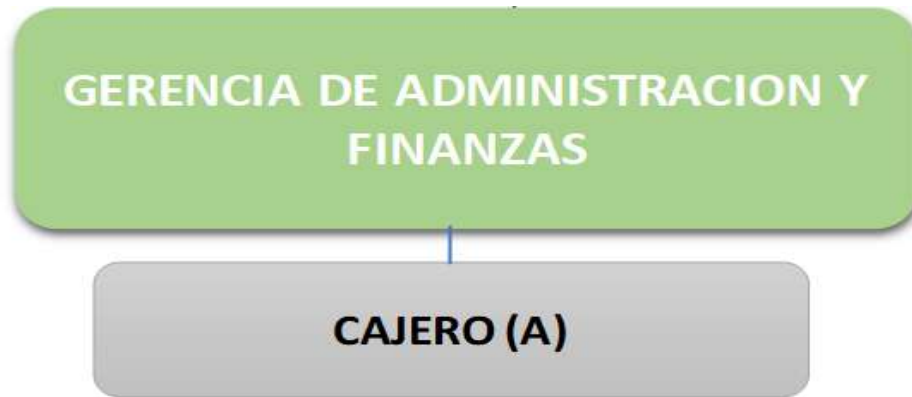 GERENCIA DE ADMINISTRACION Y
FINANZAS
CAJERO (A)